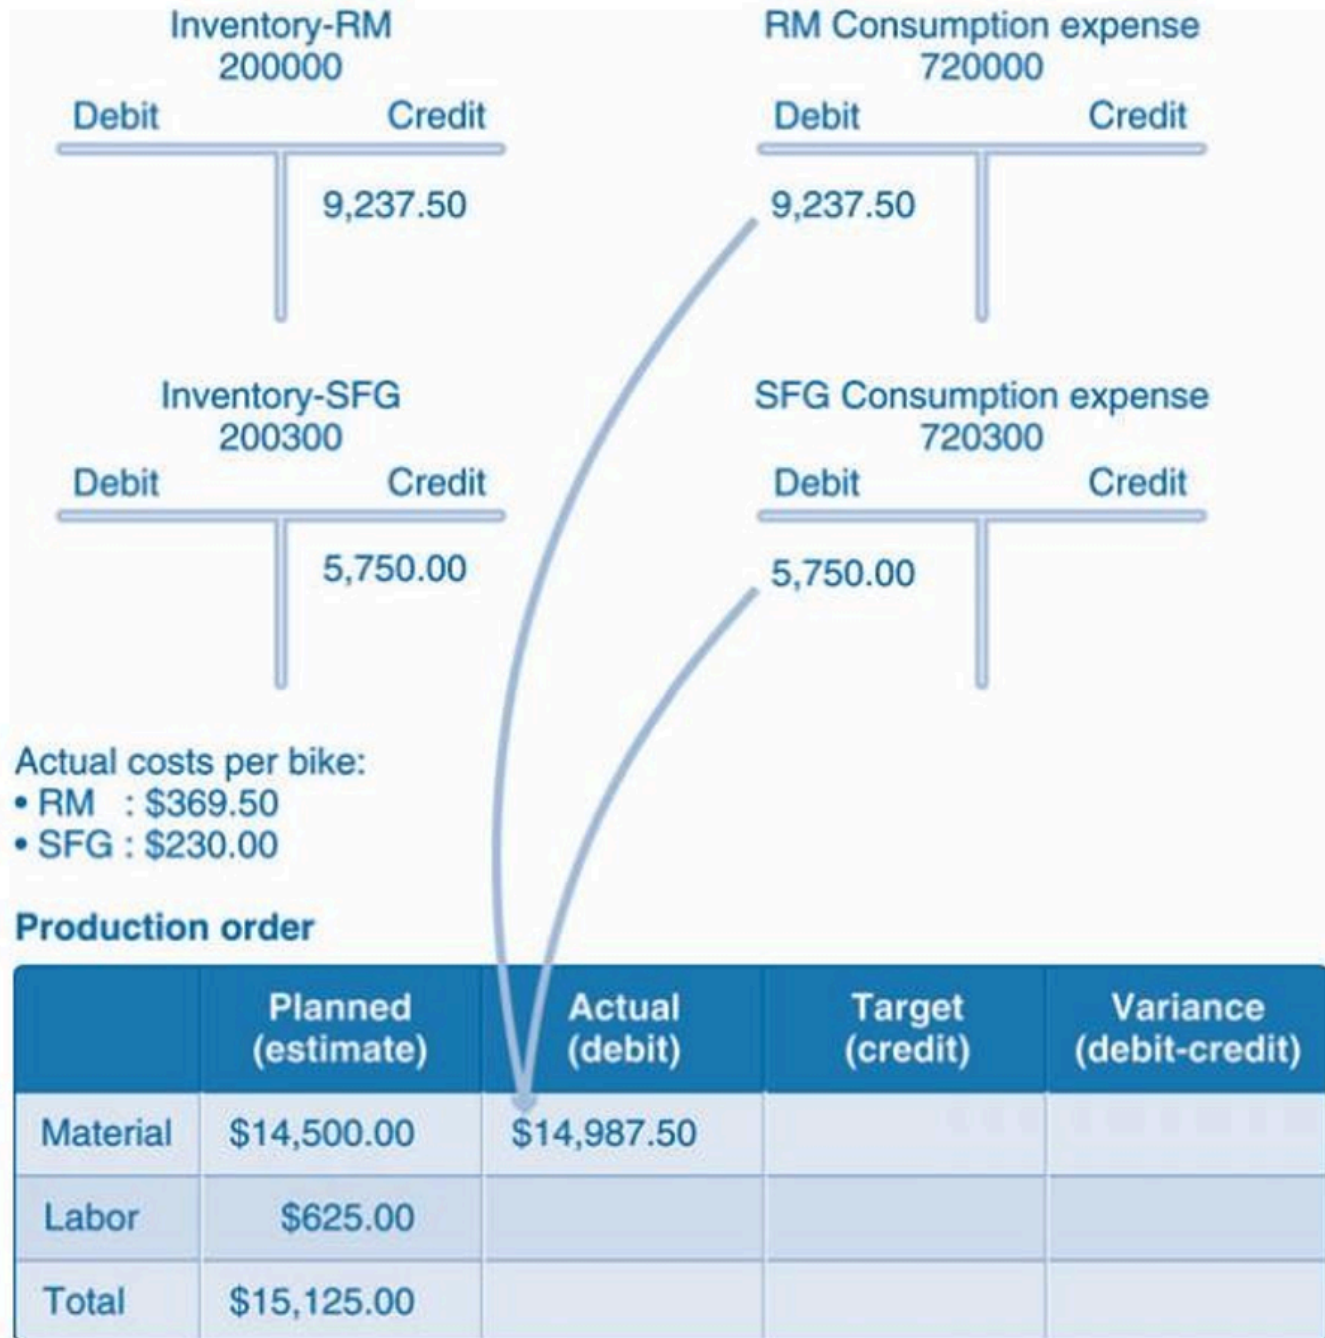 Inventory-RM
200000
Debit Credit
9,237.50
RM Consumption expense
720000
Debit Credit
9,237.50
Inventory-SFG
200300
Debit Credit
5,750.00
SFG Consumption expense
720300
Debit Credit
5,750.00
Actual costs per bike:
• RM : $369.50
• SFG : $230.00
Production order
Planned (estimate) Actual (debit) Target (credit) Variance (debit-credit)
Material $14,500.00 $14,987.50
Labor $625.00
Total $15,125.00